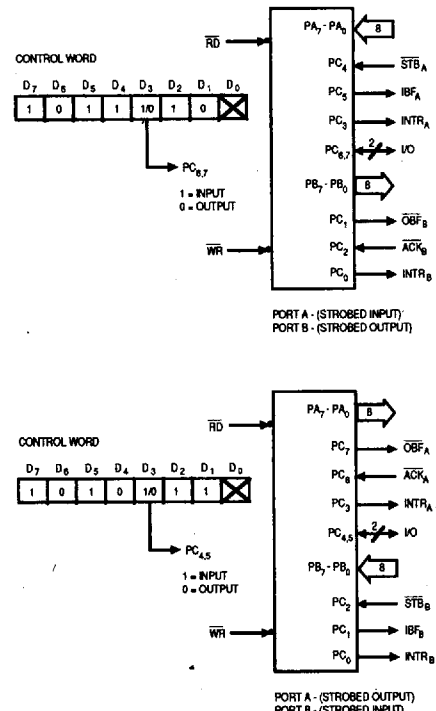 PA7 - PA0 8
RD
CONTROL WORD
PC4 STBA
D7 D6 D5 D4 D3 D2 D1 D0
PC5 IBFA
1 0 1 1 1/0 1 0 X
PC3 INTRA
PC6,7 2 I/O
PC6,7
1 = INPUT
0 = OUTPUT
PB7 - PB0 8
PC1 OBFB
WR
PC2 ACKB
PC0 INTRB
PORT A - (STROBED INPUT)
PORT B - (STROBED OUTPUT)
PA7 - PA0 8
RD
PC7 OBFA
CONTROL WORD
PC6 ACKA
D7 D6 D5 D4 D3 D2 D1 D0
PC3 INTRA
1 0 1 0 1/0 1 1 X
PC4,5 2 I/O
PC4,5
1 = INPUT
0 = OUTPUT
PB7 - PB0 8
PC2 STBB
WR
PC1 IBFB
PC0 INTRB
PORT A - (STROBED OUTPUT)
PORT B - (STROBED INPUT)